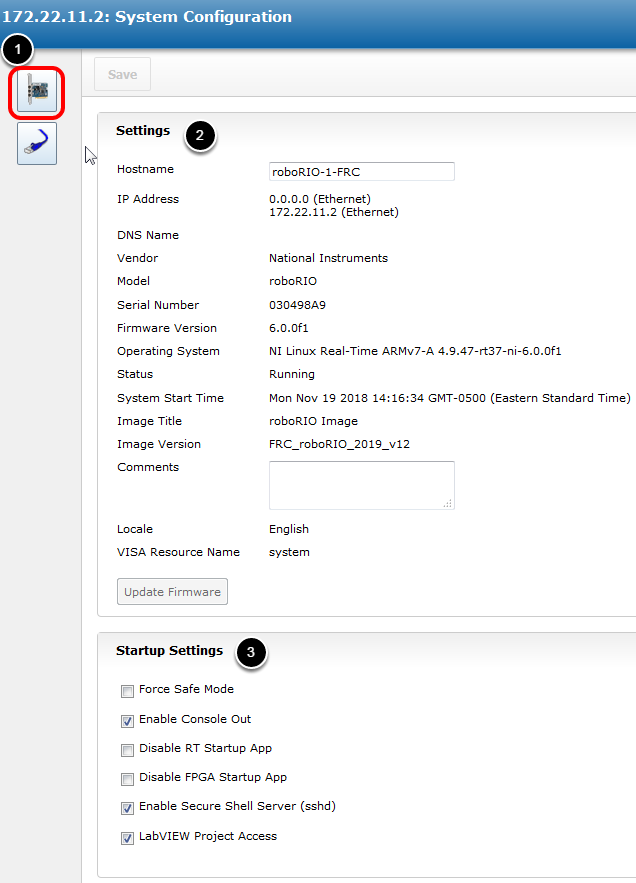 172.22.11.2: System Configuration
1
Save
Settings 2
Hostname roboRIO-1-FRC
IP Address 0.0.0.0 (Ethernet)
172.22.11.2 (Ethernet)
DNS Name
Vendor National Instruments
Model roboRIO
Serial Number 030498A9
Firmware Version 6.0.0f1
Operating System NI Linux Real-Time ARMv7-A 4.9.47-rt37-ni-6.0.0f1
Status Running
System Start Time Mon Nov 19 2018 14:16:34 GMT-0500 (Eastern Standard Time)
Image Title roboRIO Image
Image Version FRC_roboRIO_2019_v12
Comments
Locale English
VISA Resource Name system
Update Firmware
Startup Settings 3
Force Safe Mode
Enable Console Out
Disable RT Startup App
Disable FPGA Startup App
Enable Secure Shell Server (sshd)
LabVIEW Project Access